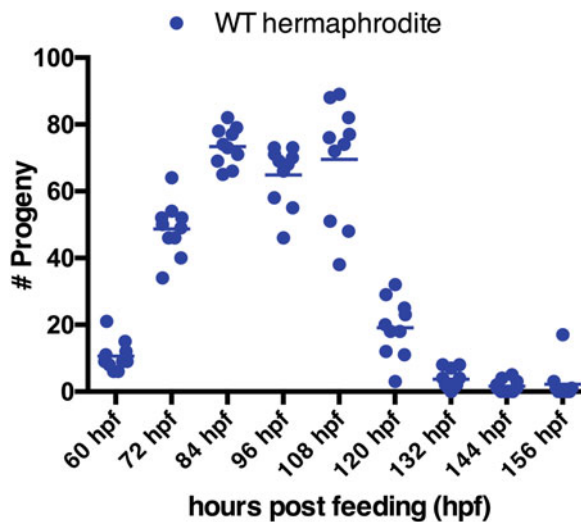 WT hermaphrodite
100
80
60
40
20
0
# Progeny
60 hpf
72 hpf
84 hpf
96 hpf
108 hpf
120 hpf
132 hpf
144 hpf
156 hpf
hours post feeding (hpf)